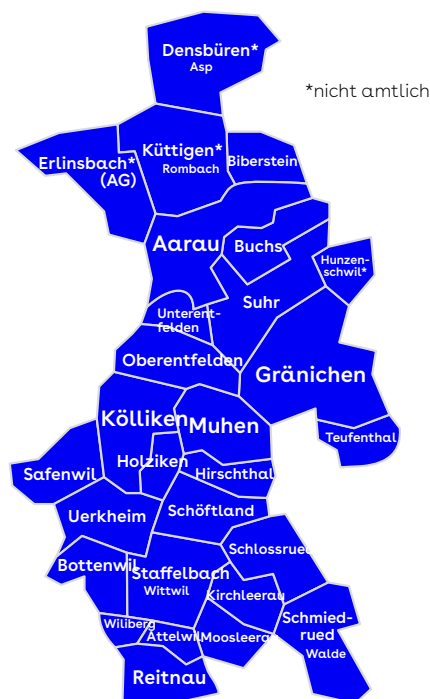 Densbüren*
Asp
*nicht amtlich
Küttigen*
Rombach
Biberstein
Erlinsbach*
(AG)
Aarau
Buchs
Hunzen-
schwil*
Suhr
Unterent-
felden
Oberentfelden
Gränichen
Kölliken
Muhen
Teufenthal
Holziken
Safenwil
Hirschthal
Schöftland
Uerkheim
Schlossrued
Bottenwil
Staffelbach
Wittwil
Kirchleerau
Wiliberg
Attelwil
Moosleerau
Schmied-
rued
Walde
Reitnau